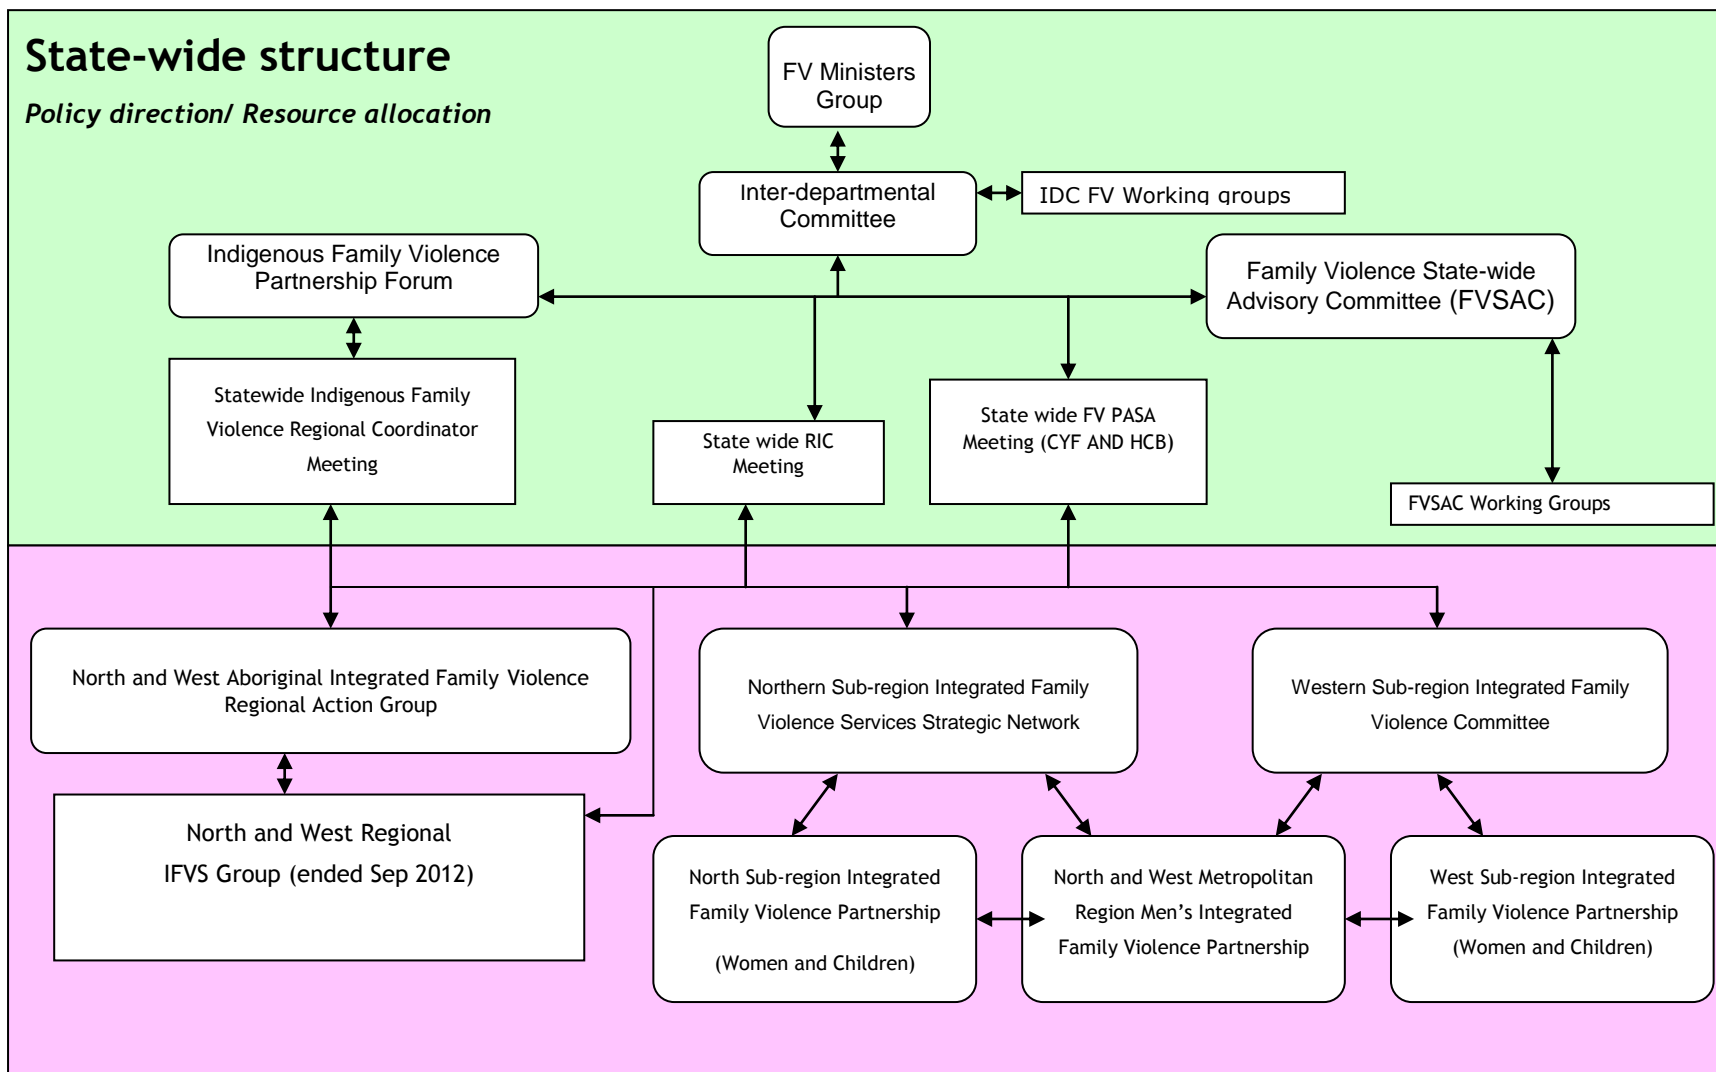 State-wide structure
Policy direction/ Resource allocation
FV Ministers
Group
Inter-departmental
Committee
IDC FV Working groups
Indigenous Family Violence
Partnership Forum
Family Violence State-wide
Advisory Committee (FVSAC)
Statewide Indigenous Family
Violence Regional Coordinator
Meeting
State wide RIC
Meeting
State wide FV PASA
Meeting (CYF AND HCB)
FVSAC Working Groups
North and West Aboriginal Integrated Family Violence
Regional Action Group
Northern Sub-region Integrated Family
Violence Services Strategic Network
Western Sub-region Integrated Family
Violence Committee
North and West Regional
IFVS Group (ended Sep 2012)
North Sub-region Integrated
Family Violence Partnership
(Women and Children)
North and West Metropolitan
Region Men’s Integrated
Family Violence Partnership
West Sub-region Integrated
Family Violence Partnership
(Women and Children)